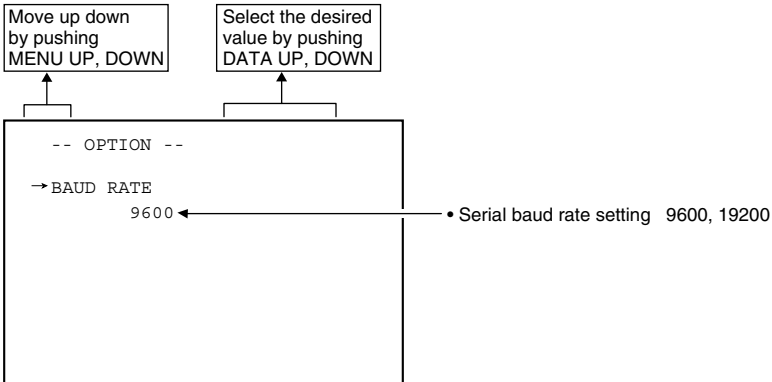 Move up down
by pushing
MENU UP, DOWN
Select the desired
value by pushing
DATA UP, DOWN
-- OPTION --
→BAUD RATE
9600
• Serial baud rate setting 9600, 19200